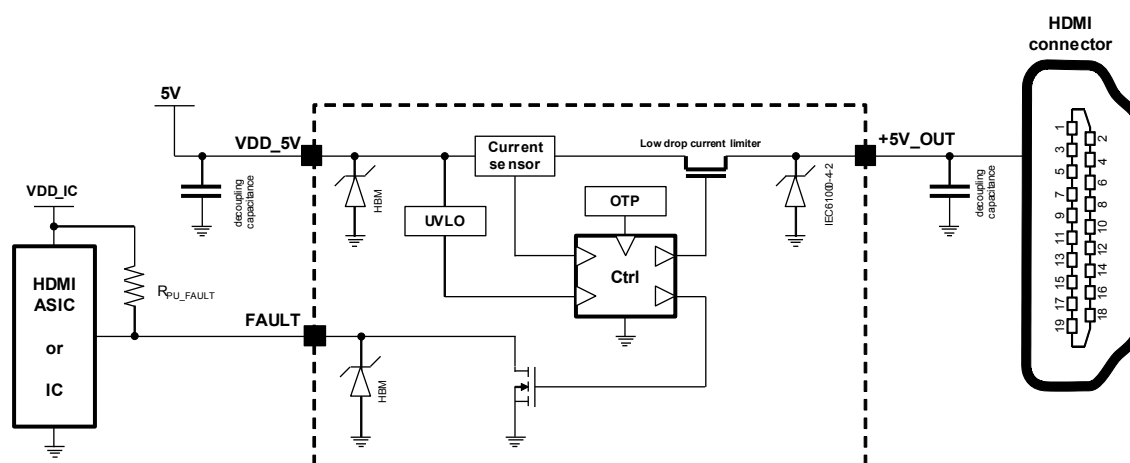 HDMI
connector
5V
VDD_5V
Current
sensor
Low drop current limiter
+5V_OUT
decoupling
capacitance
HBM
UVLO
OTP
IEC61000-4-2
decoupling
capacitance
VDD_IC
Ctrl
HDMI
ASIC
or
IC
RPU_FAULT
FAULT
HBM
1
3
5
7
9
11
13
15
17
19
2
4
6
8
10
12
14
16
18